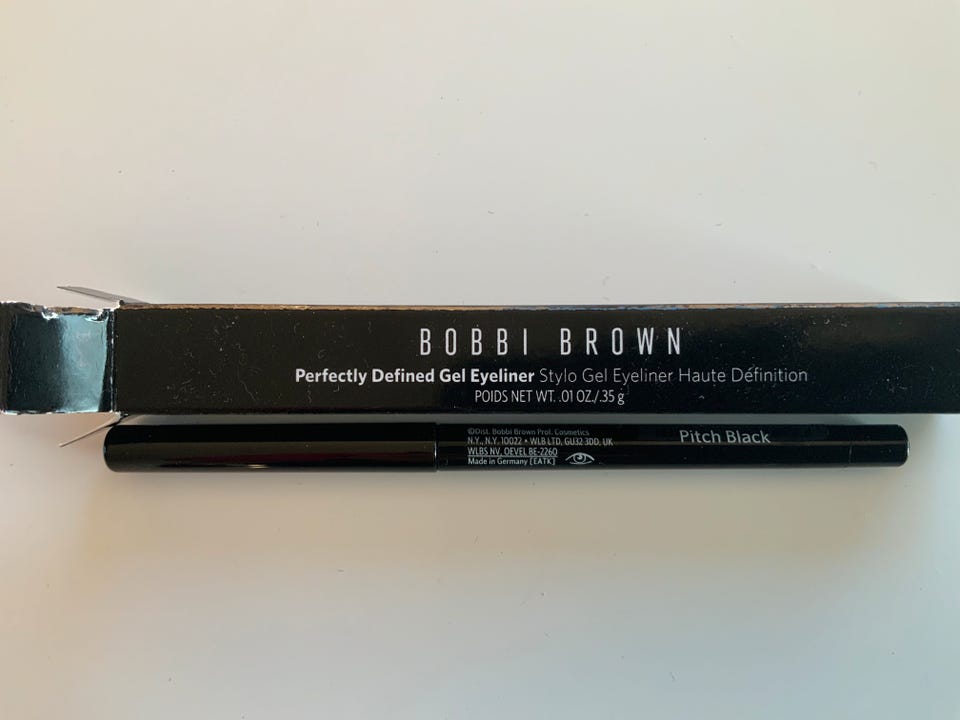 BOBBI BROWN
Perfectly Defined Gel Eyeliner Stylo Gel Eyeliner Haute Définition
POIDS NET WT. .01 OZ./.35 g
©Dist. Bobbi Brown Prof. Cosmetics
N.Y., N.Y. 10022 • WLB LTD, GU32 3DD, UK
WLBS NV, OEVEL BE-2260
Made in Germany [EATK]
Pitch Black